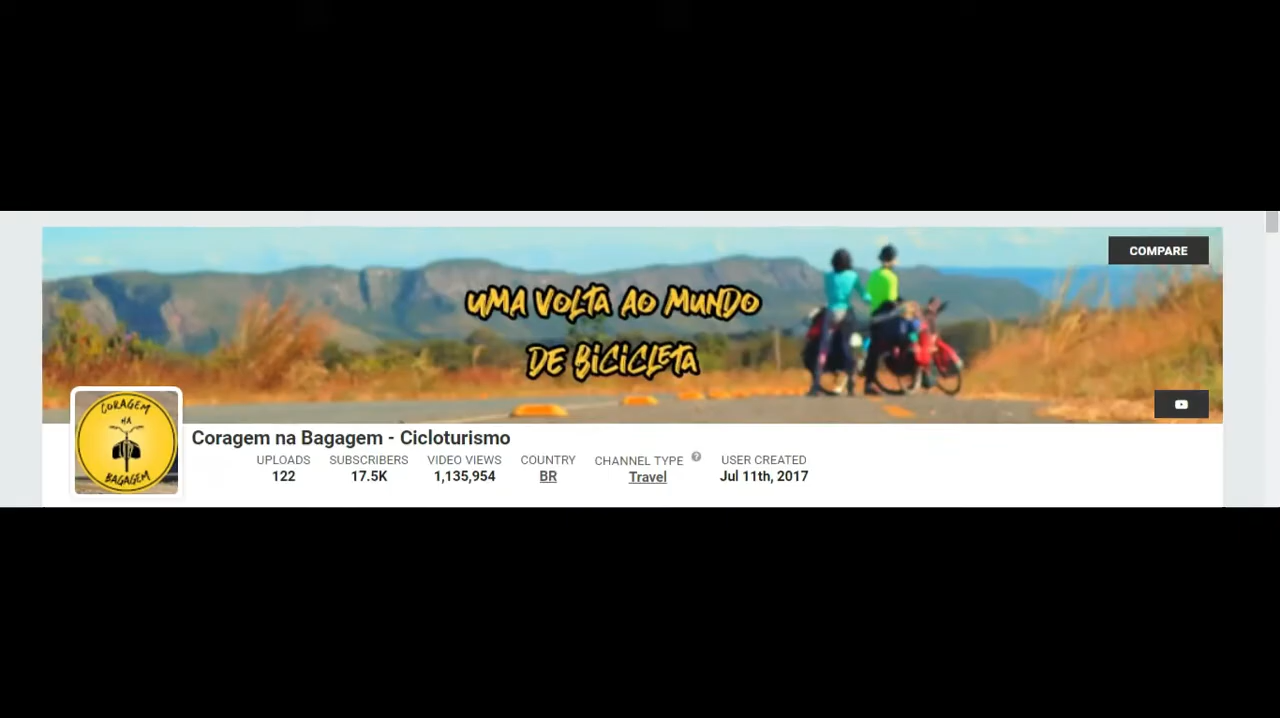 COMPARE
UMA VOLTA AO MUNDO
DE BICICLETA
CORAGEM
NA
BAGAGEM
Coragem na Bagagem - Cicloturismo
UPLOADS SUBSCRIBERS VIDEO VIEWS COUNTRY CHANNEL TYPE ? USER CREATED
122 17.5K 1,135,954 BR Travel Jul 11th, 2017